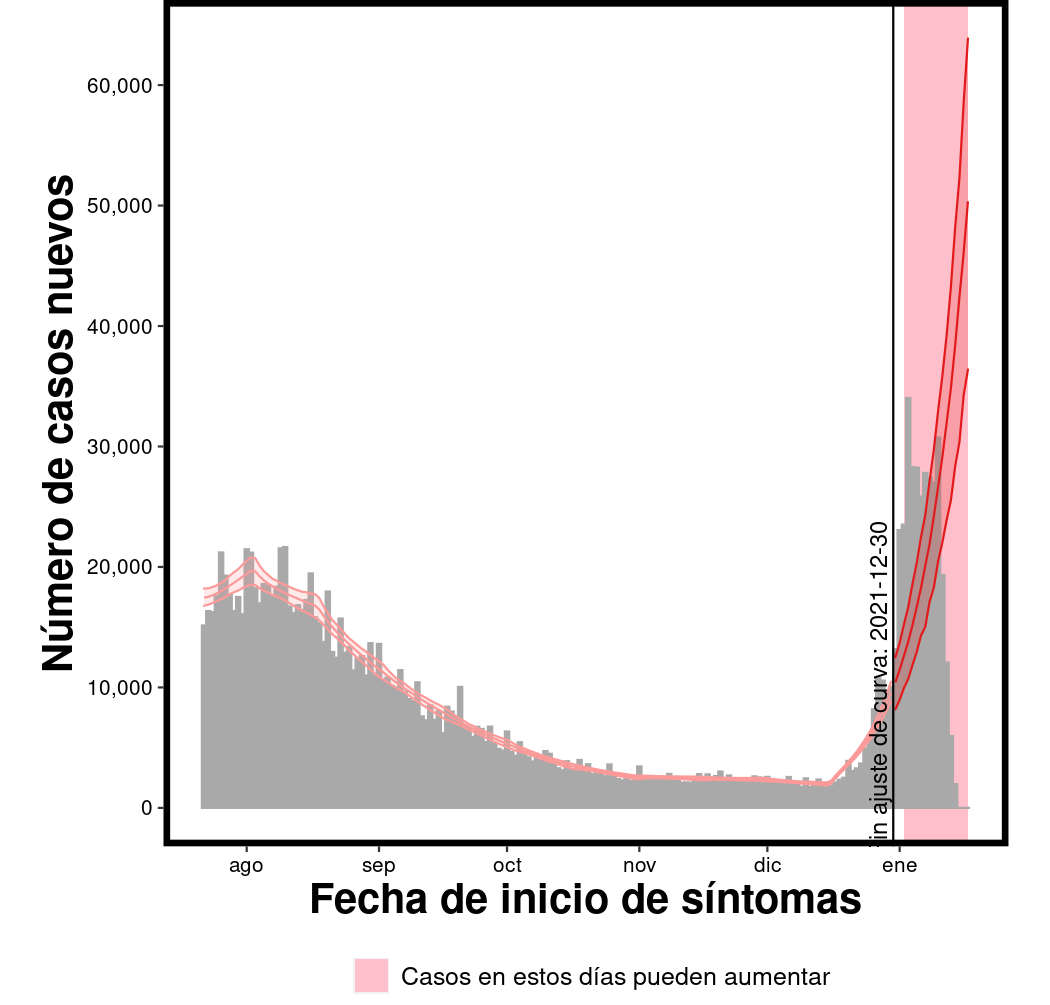 60,000
50,000
40,000
30,000
20,000
10,000
0
Número de casos nuevos
in ajuste de curva: 2021-12-30
ago sep oct nov dic ene
Fecha de inicio de síntomas
Casos en estos días pueden aumentar